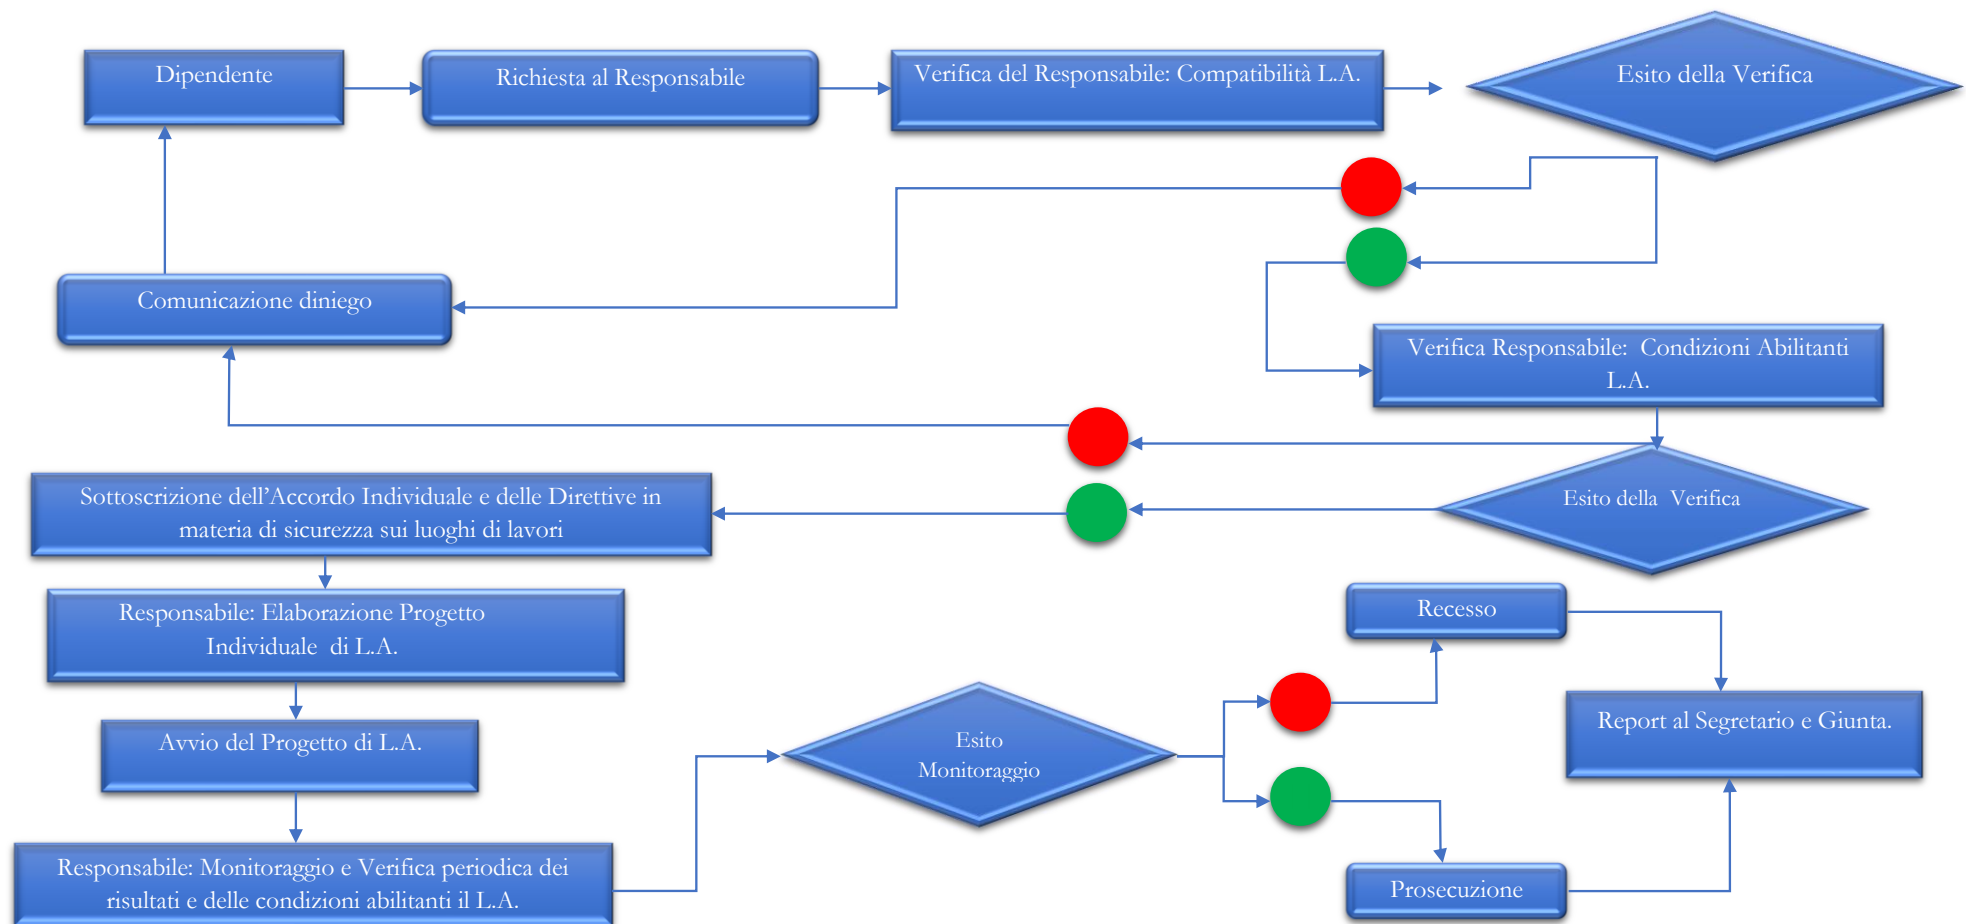 Dipendente
Richiesta al Responsabile
Verifica del Responsabile: Compatibilità L.A.
Esito della Verifica
Comunicazione diniego
Verifica Responsabile:  Condizioni Abilitanti
L.A.
Esito della  Verifica
Sottoscrizione dell’Accordo Individuale e delle Direttive in
materia di sicurezza sui luoghi di lavori
Responsabile: Elaborazione Progetto
Individuale  di L.A.
Avvio del Progetto di L.A.
Responsabile: Monitoraggio e Verifica periodica dei
risultati e delle condizioni abilitanti il L.A.
Esito
Monitoraggio
Recesso
Report al Segretario e Giunta.
Prosecuzione